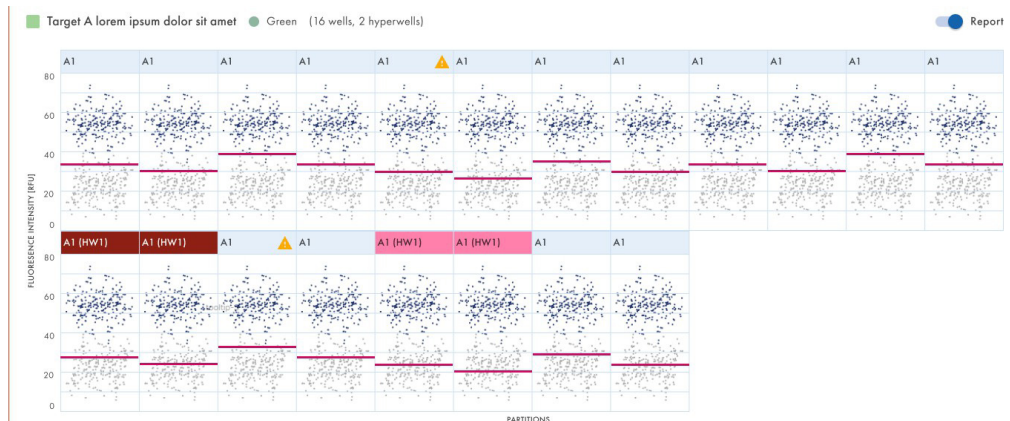 Target A lorem ipsum dolor sit amet Green (16 wells, 2 hyperwells) Report
A1 A1 A1 A1 A1 A1 A1 A1 A1 A1 A1 A1
80
60
40
20
0
FLUORESENCE INTENSITY [RFU]
A1 (HW1) A1 (HW1) A1 A1 A1 (HW1) A1 (HW1) A1 A1
80
60
40
20
0
PARTITIONS